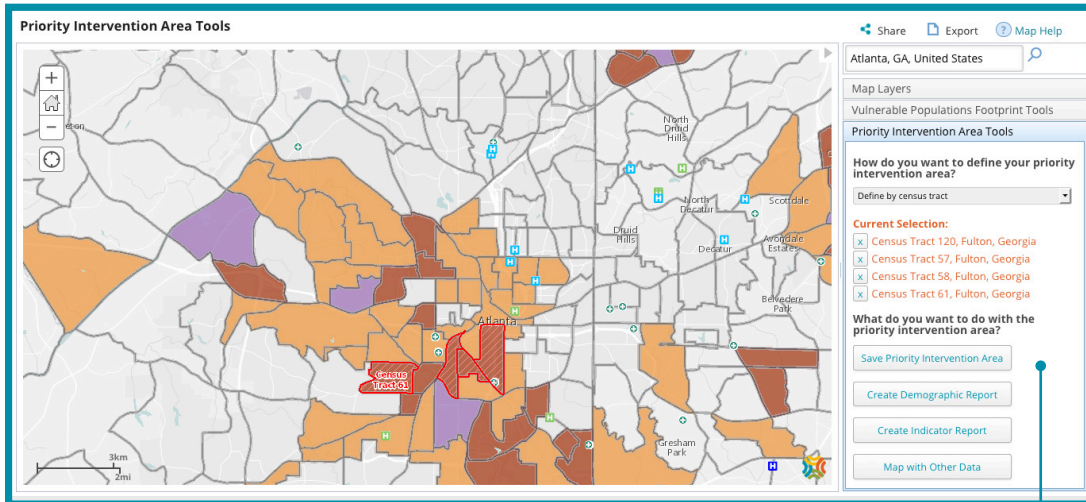 Priority Intervention Area Tools
Share Export ? Map Help
Atlanta, GA, United States
Map Layers
Vulnerable Populations Footprint Tools
Priority Intervention Area Tools
How do you want to define your priority
intervention area?
Define by census tract
Current Selection:
x Census Tract 120, Fulton, Georgia
x Census Tract 57, Fulton, Georgia
x Census Tract 58, Fulton, Georgia
x Census Tract 61, Fulton, Georgia
What do you want to do with the
priority intervention area?
Save Priority Intervention Area
Create Demographic Report
Create Indicator Report
Map with Other Data
North
Druid
Hills
North
Decatur
Scottdale
Druid
Hills
Decatur
Avondale
Estates
Belvedere
Park
Atlanta
Census
Tract 61
Gresham
Park
3km
2mi